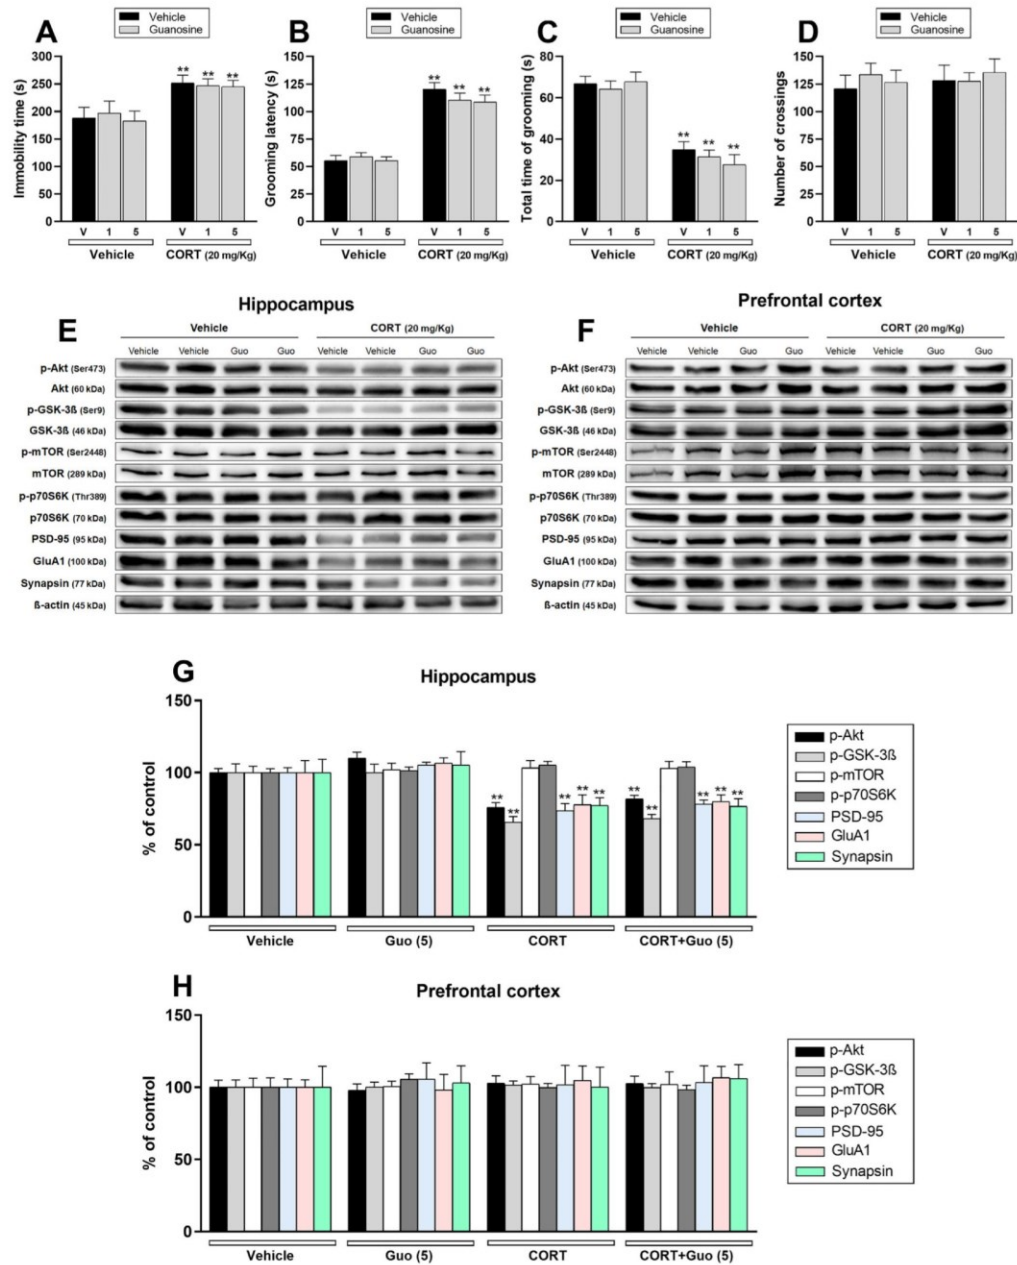 A
Vehicle
Guanosine
Immobility time (s)
300
250
200
150
100
50
0
** ** **
V 1 5 V 1 5
Vehicle CORT (20 mg/Kg)
B
Vehicle
Guanosine
Grooming latency (s)
150
125
100
75
50
25
0
** ** **
V 1 5 V 1 5
Vehicle CORT (20 mg/Kg)
C
Vehicle
Guanosine
Total time of grooming (s)
80
60
40
20
0
** ** **
V 1 5 V 1 5
Vehicle CORT (20 mg/Kg)
D
Vehicle
Guanosine
Number of crossings
150
125
100
75
50
25
0
V 1 5 V 1 5
Vehicle CORT (20 mg/Kg)
Hippocampus
E
Vehicle CORT (20 mg/Kg)
Vehicle Vehicle Guo Guo Vehicle Vehicle Guo Guo
p-Akt (Ser473)
Akt (60 kDa)
p-GSK-3ß (Ser9)
GSK-3ß (46 kDa)
p-mTOR (Ser2448)
mTOR (289 kDa)
p-p70S6K (Thr389)
p70S6K (70 kDa)
PSD-95 (95 kDa)
GluA1 (100 kDa)
Synapsin (77 kDa)
ß-actin (45 kDa)
Prefrontal cortex
F
Vehicle CORT (20 mg/Kg)
Vehicle Vehicle Guo Guo Vehicle Vehicle Guo Guo
p-Akt (Ser473)
Akt (60 kDa)
p-GSK-3ß (Ser9)
GSK-3ß (46 kDa)
p-mTOR (Ser2448)
mTOR (289 kDa)
p-p70S6K (Thr389)
p70S6K (70 kDa)
PSD-95 (95 kDa)
GluA1 (100 kDa)
Synapsin (77 kDa)
ß-actin (45 kDa)
G
Hippocampus
% of control
150
100
50
0
** ** ** ** ** ** ** ** ** **
Vehicle Guo (5) CORT CORT+Guo (5)
p-Akt
p-GSK-3ß
p-mTOR
p-p70S6K
PSD-95
GluA1
Synapsin
H
Prefrontal cortex
% of control
150
100
50
0
Vehicle Guo (5) CORT CORT+Guo (5)
p-Akt
p-GSK-3ß
p-mTOR
p-p70S6K
PSD-95
GluA1
Synapsin